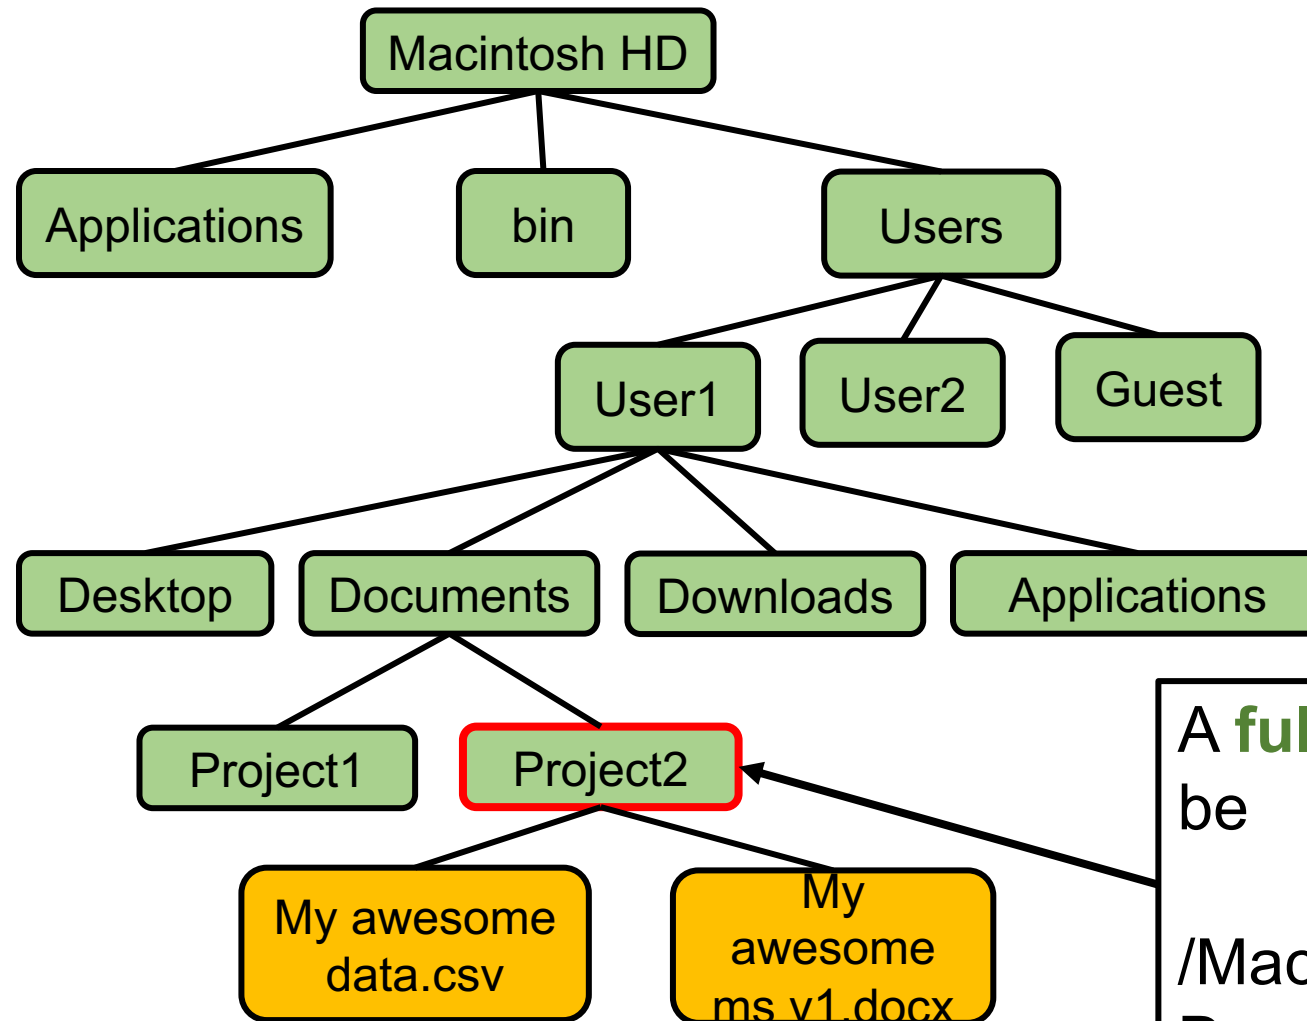 Macintosh HD
Applications
bin
Users
User1
User2
Guest
Desktop
Documents
Downloads
Applications
Project1
Project2
A
be
My awesome
data.csv
My
awesome
ms v1.docx